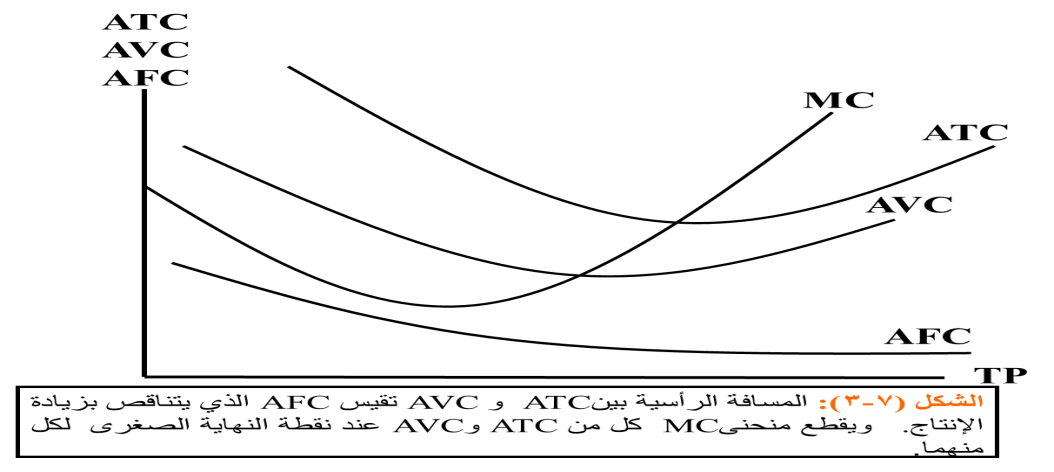 ATC
AVC
AFC
MC
ATC
AVC
AFC
TP
الشكل (٧-٣): المسافة الرأسية بينATC و AVC تقيس AFC الذي يتناقص بزيادة
الإنتاج. ويقطع منحنىMC كل من ATC وAVC عند نقطة النهاية الصغرى لكل
منهما.